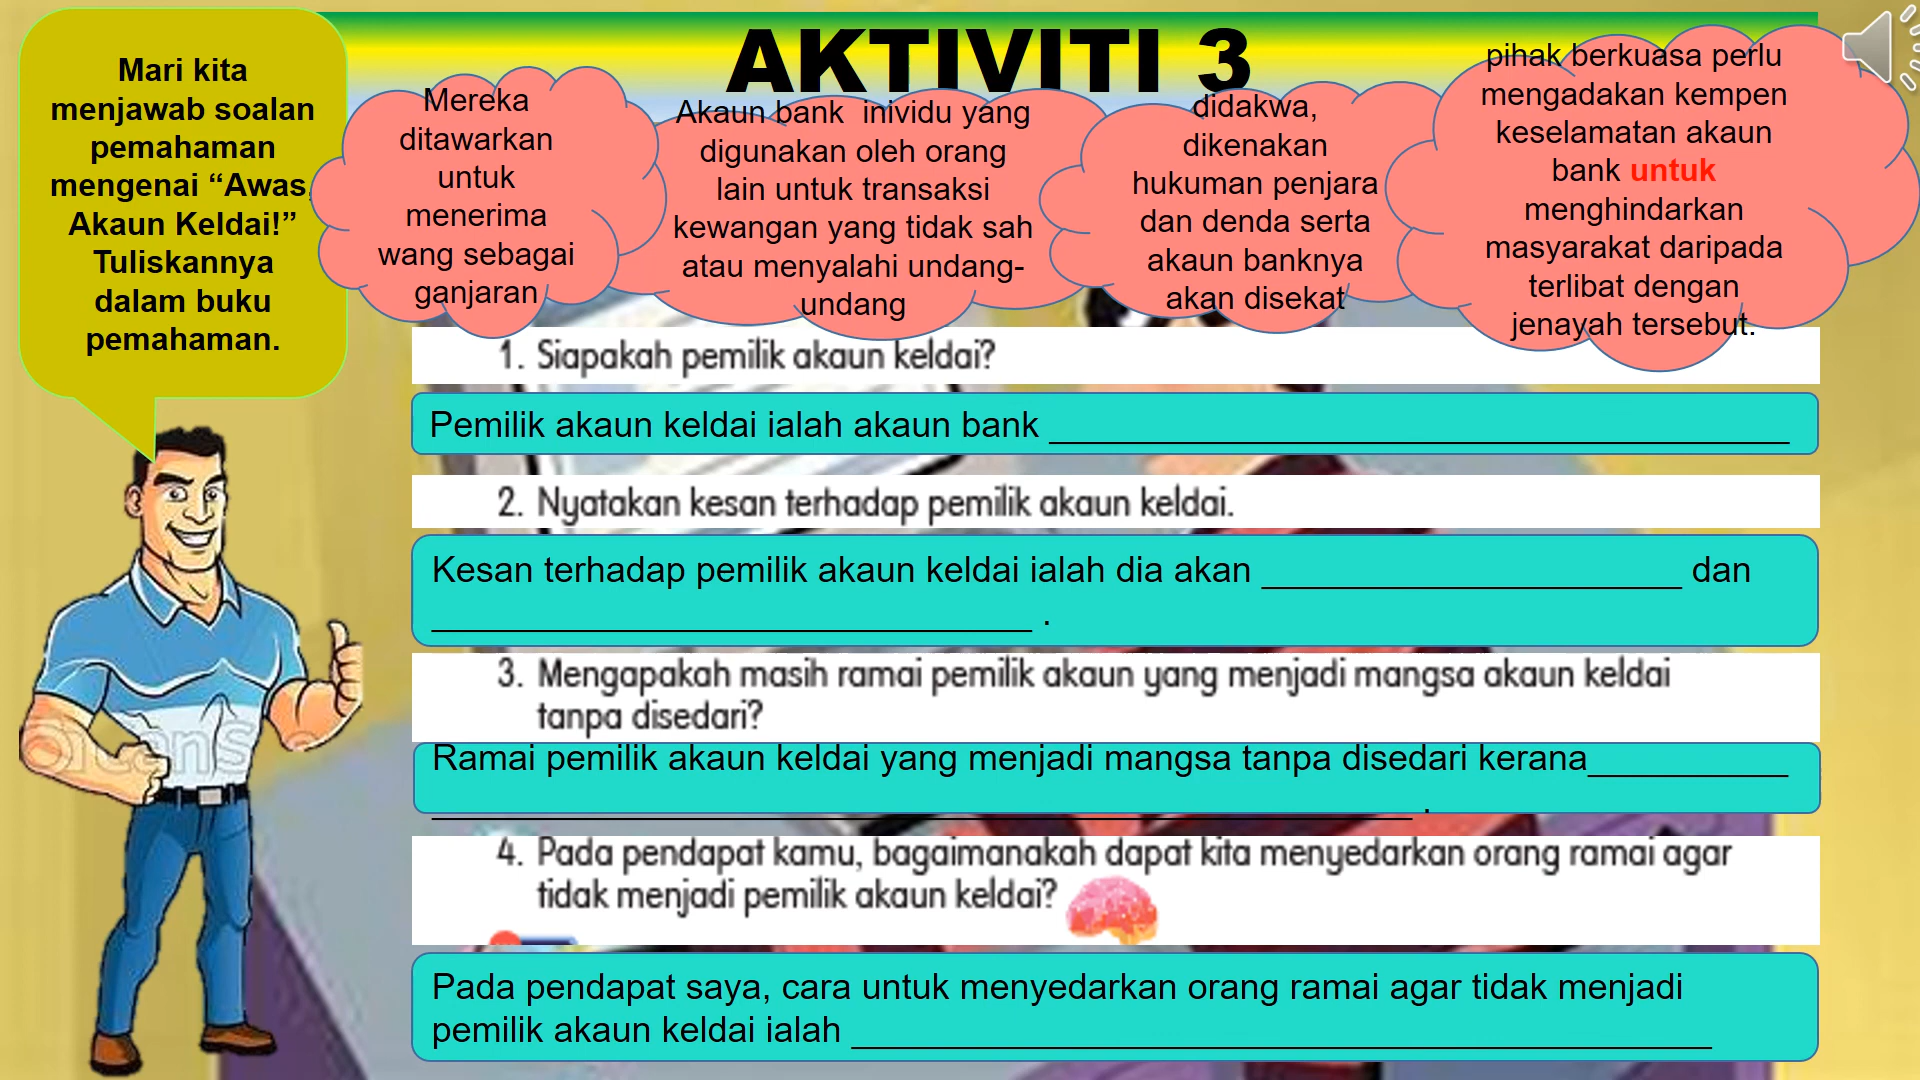 AKTIVITI 3
Mari kita
menjawab soalan
pemahaman
mengenai “Awas,
Akaun Keldai!”
Tuliskannya
dalam buku
pemahaman.
Mereka
ditawarkan
untuk
menerima
wang sebagai
ganjaran
Akaun bank  inividu yang
digunakan oleh orang
lain untuk transaksi
kewangan yang tidak sah
atau menyalahi undang-
undang
didakwa,
dikenakan
hukuman penjara
dan denda serta
akaun banknya
akan disekat
pihak berkuasa perlu
mengadakan kempen
keselamatan akaun
bank untuk
menghindarkan
masyarakat daripada
terlibat dengan
jenayah tersebut.
1. Siapakah pemilik akaun keldai?
Pemilik akaun keldai ialah akaun bank _____________________________________
2. Nyatakan kesan terhadap pemilik akaun keldai.
Kesan terhadap pemilik akaun keldai ialah dia akan _____________________ dan
______________________________ .
3. Mengapakah masih ramai pemilik akaun yang menjadi mangsa akaun keldai
tanpa disedari?
Ramai pemilik akaun keldai yang menjadi mangsa tanpa disedari kerana__________
_________________________________________________ .
4. Pada pendapat kamu, bagaimanakah dapat kita menyedarkan orang ramai agar
tidak menjadi pemilik akaun keldai?
Pada pendapat saya, cara untuk menyedarkan orang ramai agar tidak menjadi
pemilik akaun keldai ialah ___________________________________________